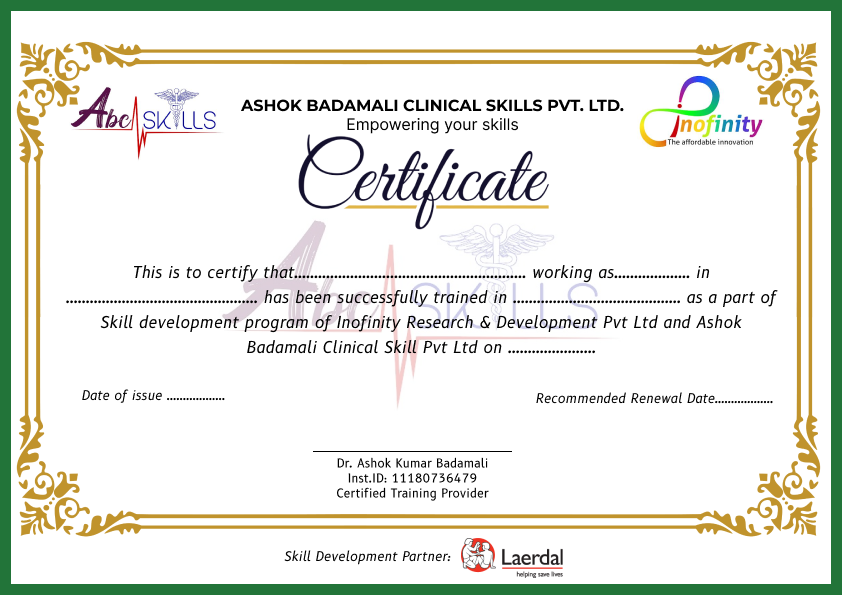 Abc SKILLS
ASHOK BADAMALI CLINICAL SKILLS PVT. LTD.
Empowering your skills
inofinity
The affordable innovation
Certificate
Abc SKILLS
This is to certify that.......................................................... working as................... in
................................................ has been successfully trained in .......................................... as a part of
Skill development program of Inofinity Research & Development Pvt Ltd and Ashok
Badamali Clinical Skill Pvt Ltd on ......................
Date of issue ..................
Recommended Renewal Date..................
Dr. Ashok Kumar Badamali
Inst.ID: 11180736479
Certified Training Provider
Skill Development Partner:
Laerdal
helping save lives